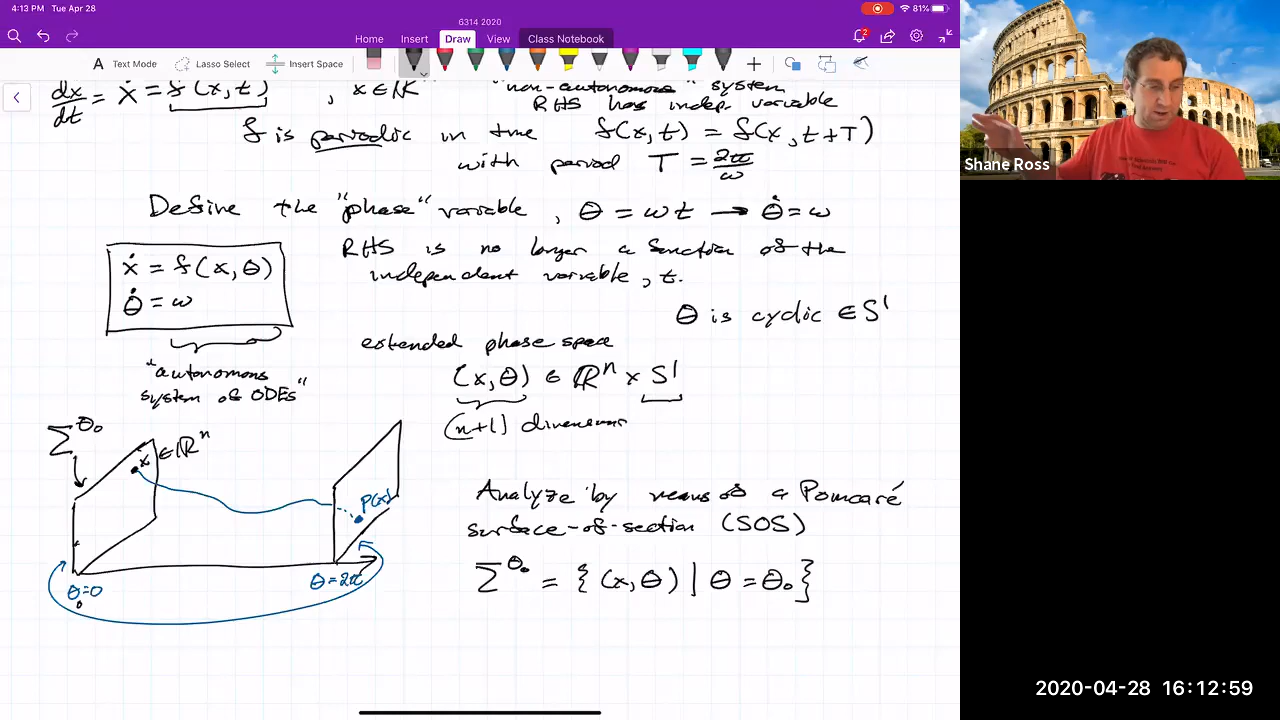 4:13 PM Tue Apr 28
81%
6314 2020
Home Insert Draw View Class Notebook
2
Text Mode Lasso Select Insert Space
dx/dt = ẋ = f(x,t) , x ∈ ℝⁿ "non-autonomous" system
RHS has indep variable
f is periodic in time f(x,t) = f(x,t+T)
with period T = 2π/ω
Define the "phase" variable, θ = ωt → θ̇ = ω
ẋ = f(x,θ)
θ̇ = ω
RHS is no longer a function of the
independent variable, t.
θ is cyclic ∈ S¹
"autonomous
system of ODEs"
extended phase space
(x,θ) ∈ ℝⁿ × S¹
(n+1) dimensional
Σ^θ₀
x ∈ ℝⁿ
P(x)
θ=0
θ=2π
Analyze by means of a Poincaré
surface-of-section (SOS)
Σ^θ₀ = { (x,θ) | θ = θ₀ }
Shane Ross
2020-04-28 16:12:59